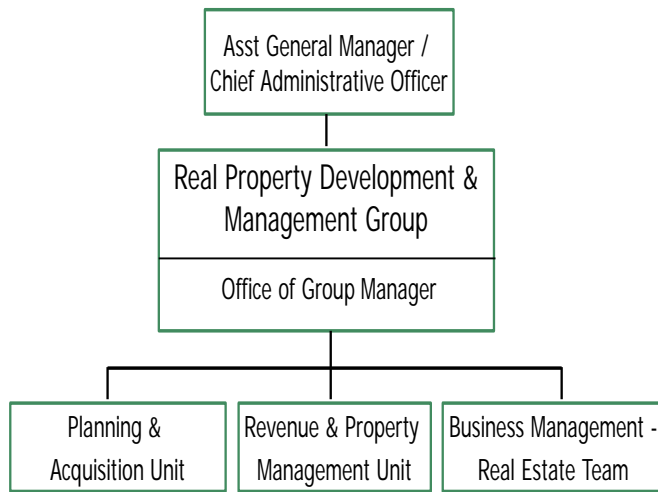 Asst General Manager /
Chief Administrative Officer
Real Property Development &
Management Group
Office of Group Manager
Planning &
Acquisition Unit
Revenue & Property
Management Unit
Business Management -
Real Estate Team